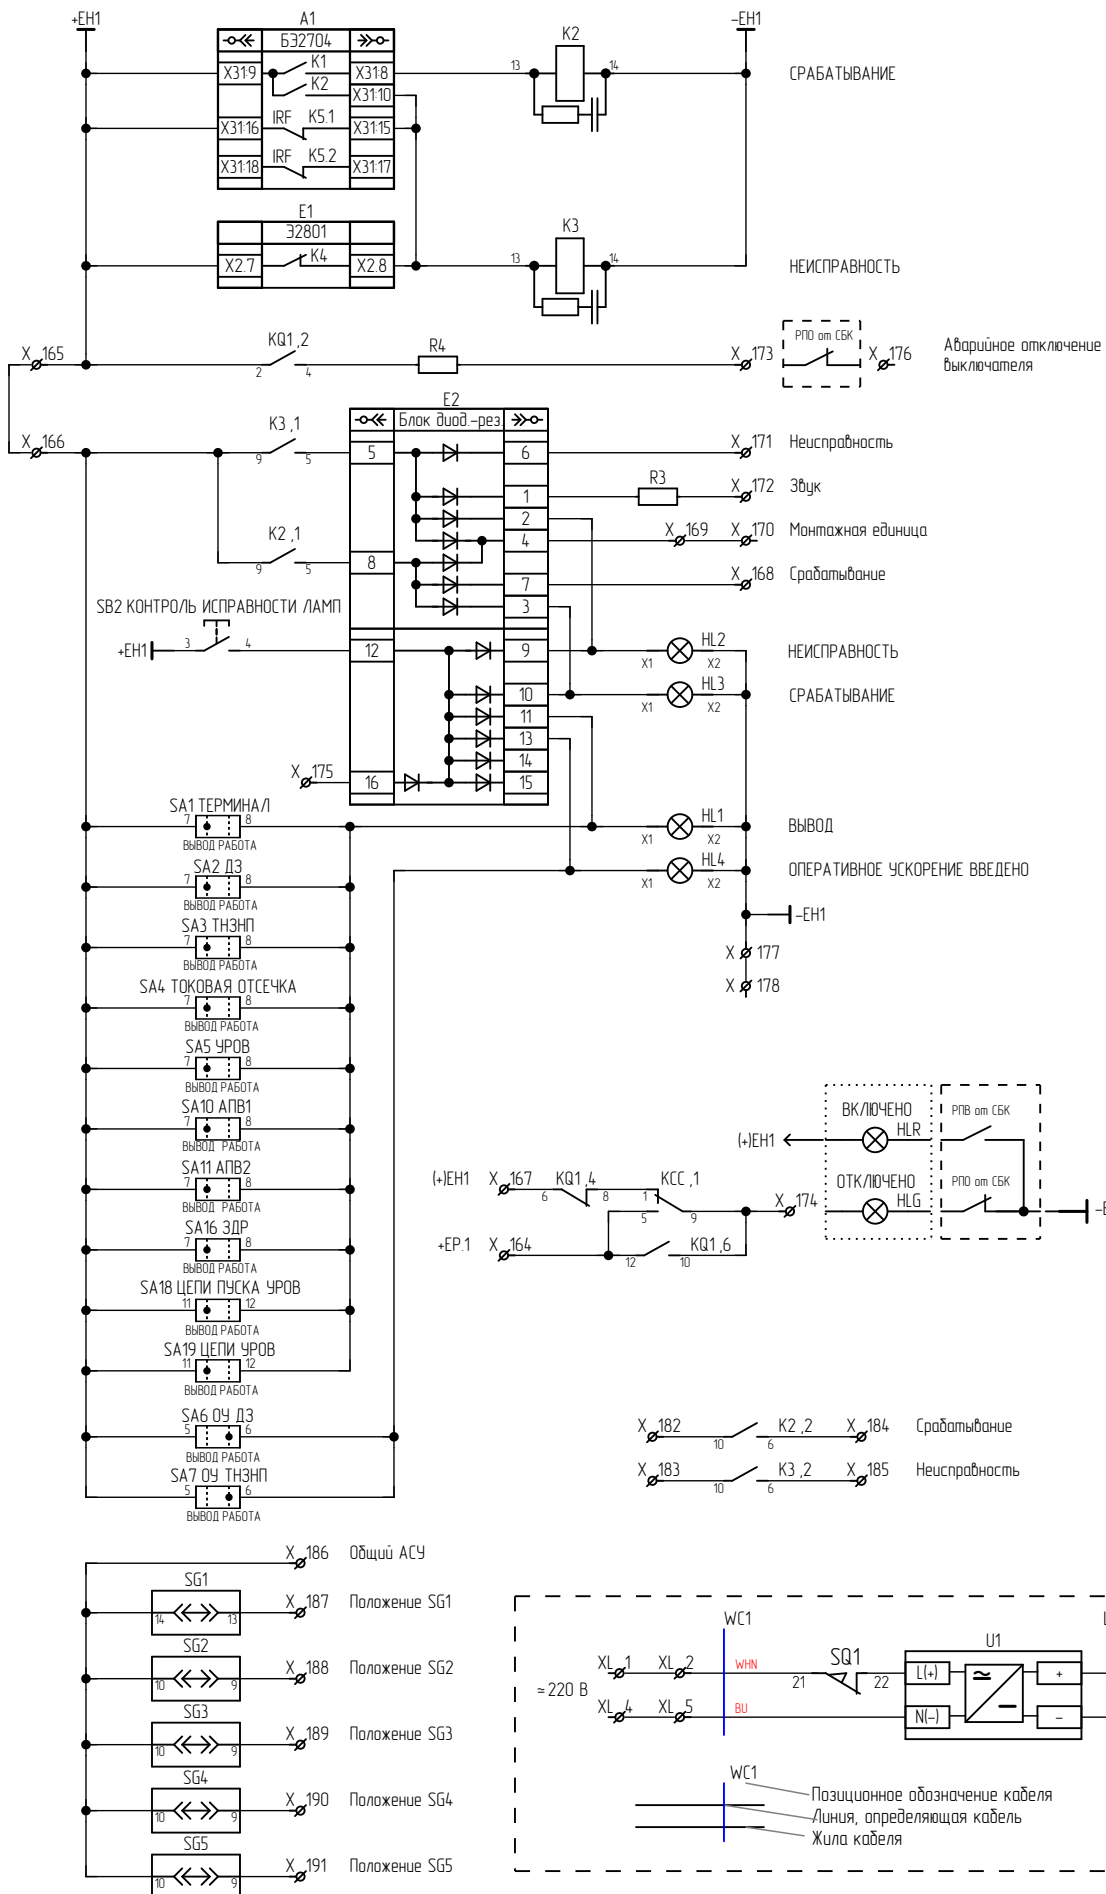 +EH1
A1
–EH1
БЭ2704
K2
X31:9
K1
X31:8
13
14
СРАБАТЫВАНИЕ
K2
X31:10
X31:16
IRF
K5.1
X31:15
X31:18
IRF
K5.2
X31:17
E1
Э2801
K3
X2.7
K4
X2.8
13
14
НЕИСПРАВНОСТЬ
X 165
KQ1 ,2
2
4
R4
X 173
РПО от СБК
X 176
Аварийное отключение
выключателя
E2
Блок диод.–рез.
X 166
K3 ,1
9
5
5
6
X 171
Неисправность
1
R3
X 172
Звук
2
K2 ,1
9
5
4
X 169
X 170
Монтажная единица
8
7
X 168
Срабатывание
3
SB2 КОНТРОЛЬ ИСПРАВНОСТИ ЛАМП
+EH1
3
4
12
9
X1
HL2
X2
НЕИСПРАВНОСТЬ
10
X1
HL3
X2
СРАБАТЫВАНИЕ
11
13
14
X 175
16
15
SA1 ТЕРМИНАЛ
7
8
ВЫВОД РАБОТА
X1
HL1
X2
ВЫВОД
SA2 ДЗ
7
8
ВЫВОД РАБОТА
X1
HL4
X2
ОПЕРАТИВНОЕ УСКОРЕНИЕ ВВЕДЕНО
–EH1
SA3 ТНЗНП
7
8
ВЫВОД РАБОТА
X 177
X 178
SA4 ТОКОВАЯ ОТСЕЧКА
7
8
ВЫВОД РАБОТА
SA5 УРОВ
7
8
ВЫВОД РАБОТА
SA10 АПВ1
7
8
ВЫВОД РАБОТА
SA11 АПВ2
7
8
ВЫВОД РАБОТА
SA16 ЗДР
7
8
ВЫВОД РАБОТА
SA18 ЦЕПИ ПУСКА УРОВ
11
12
ВЫВОД РАБОТА
SA19 ЦЕПИ УРОВ
11
12
ВЫВОД РАБОТА
SA6 ОУ ДЗ
5
6
ВЫВОД РАБОТА
SA7 ОУ ТНЗНП
5
6
ВЫВОД РАБОТА
ВКЛЮЧЕНО
РПВ от СБК
(+)EH1
HLR
(+)EH1
X 167
KQ1 ,4
6
8
KCC ,1
1
5
9
X 174
ОТКЛЮЧЕНО
HLG
РПО от СБК
+EP.1
X 164
12
10
KQ1 ,6
X 182
10
K2 ,2
6
X 184
Срабатывание
X 183
10
K3 ,2
6
X 185
Неисправность
X 186
Общий АСУ
SG1
14
13
X 187
Положение SG1
SG2
10
9
X 188
Положение SG2
SG3
10
9
X 189
Положение SG3
SG4
10
9
X 190
Положение SG4
SG5
10
9
X 191
Положение SG5
WC1
≂220 В
XL 1
XL 2
WHN
21
SQ1
22
U1
L(+)
+
XL 4
XL 5
BU
N(–)
–
WC1
Позиционное обозначение кабеля
Линия, определяющая кабель
Жила кабеля